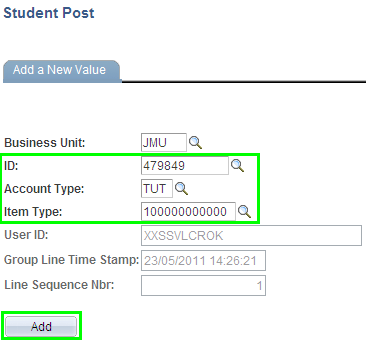 Student Post
Add a New Value
Business Unit: JMU
ID: 479849
Account Type: TUT
Item Type: 100000000000
User ID: XXSSVLCROK
Group Line Time Stamp: 23/05/2011 14:26:21
Line Sequence Nbr: 1
Add